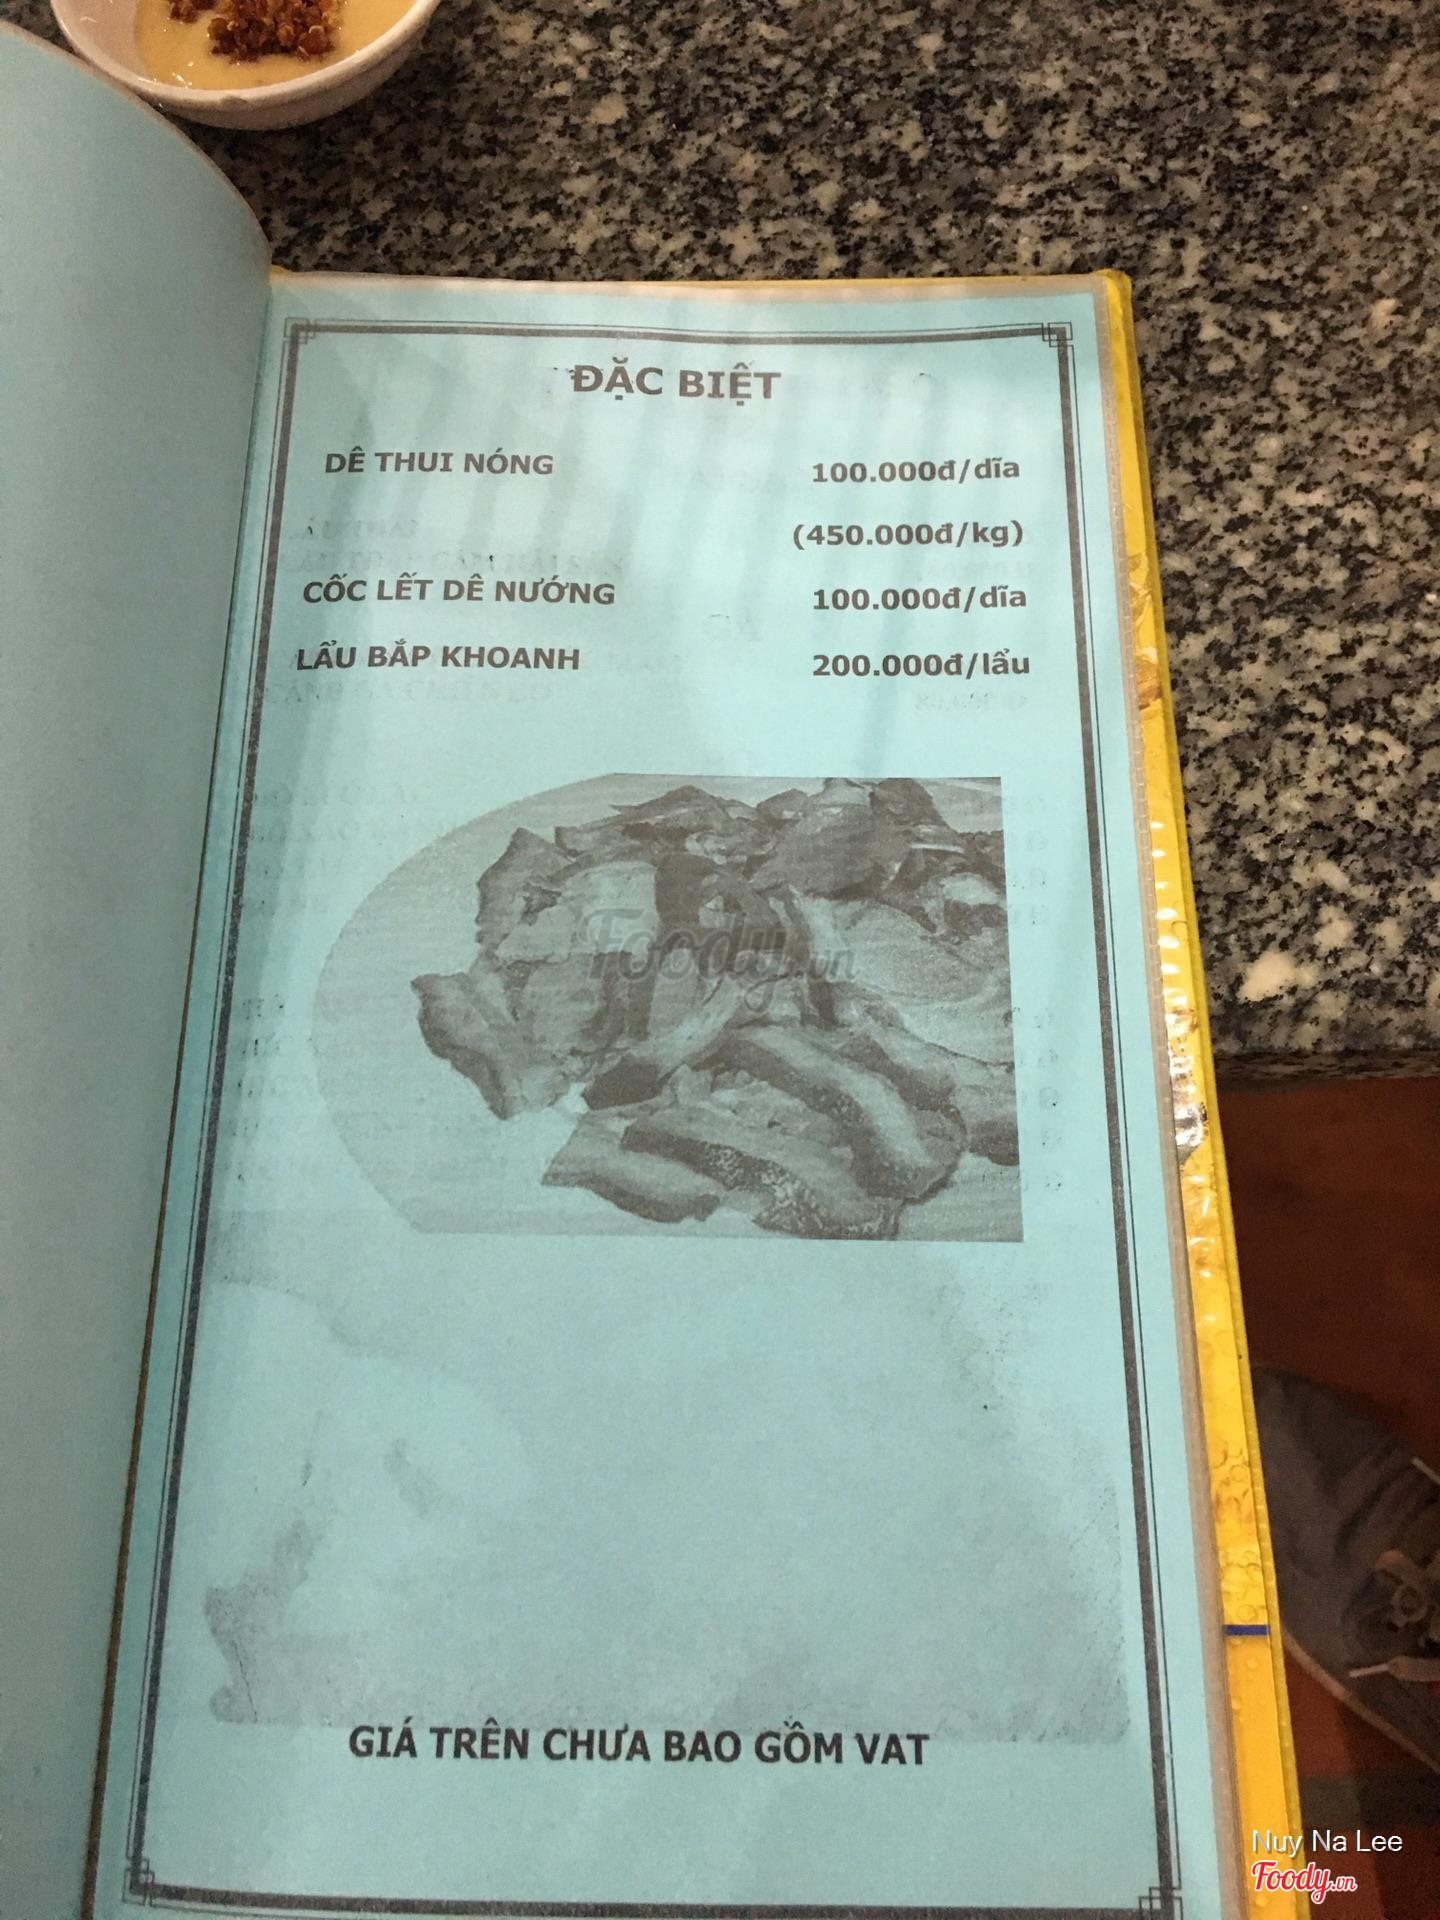 ĐẶC BIỆT
DÊ THUI NÓNG 100.000đ/dĩa
(450.000đ/kg)
CỐC LẾT DÊ NƯỚNG 100.000đ/dĩa
LẨU BẮP KHOANH 200.000đ/lẩu
Foody.vn
GIÁ TRÊN CHƯA BAO GỒM VAT
Nuy Na Lee
Foody.vn